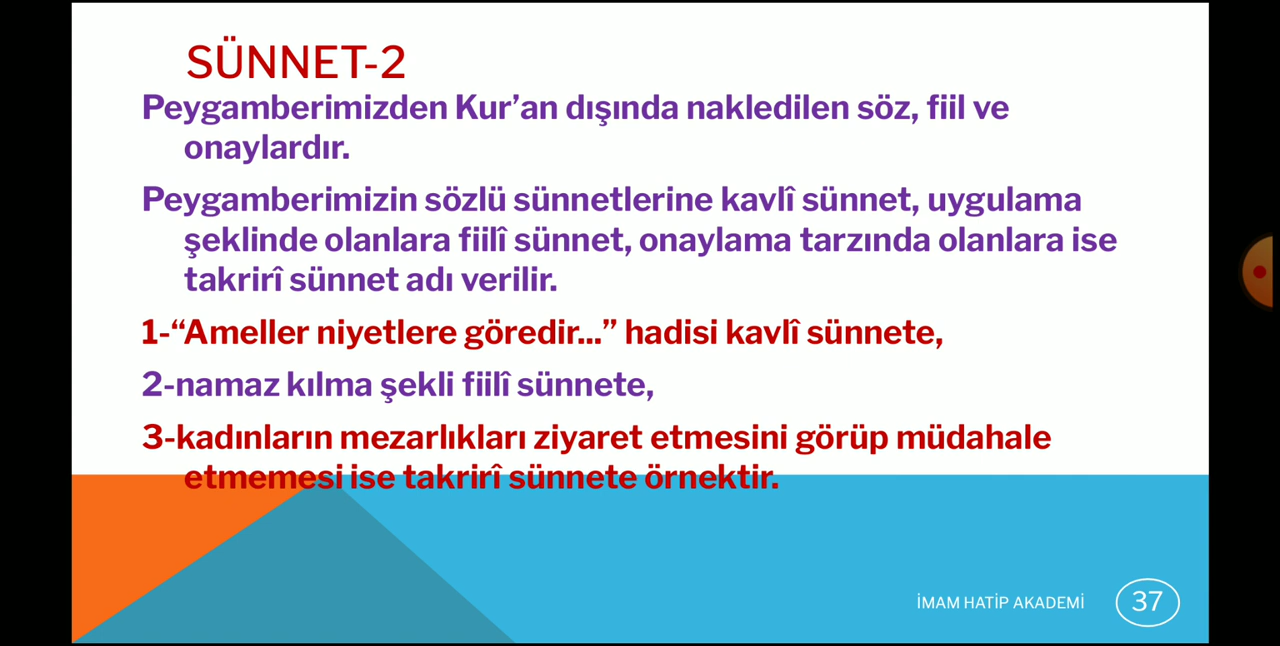 SÜNNET-2
Peygamberimizden Kur’an dışında nakledilen söz, fiil ve
onaylardır.
Peygamberimizin sözlü sünnetlerine kavlî sünnet, uygulama
şeklinde olanlara fiilî sünnet, onaylama tarzında olanlara ise
takrirî sünnet adı verilir.
1-“Ameller niyetlere göredir...” hadisi kavlî sünnete,
2-namaz kılma şekli fiilî sünnete,
3-kadınların mezarlıkları ziyaret etmesini görüp müdahale
etmemesi ise takrirî sünnete örnektir.
İMAM HATİP AKADEMİ
37